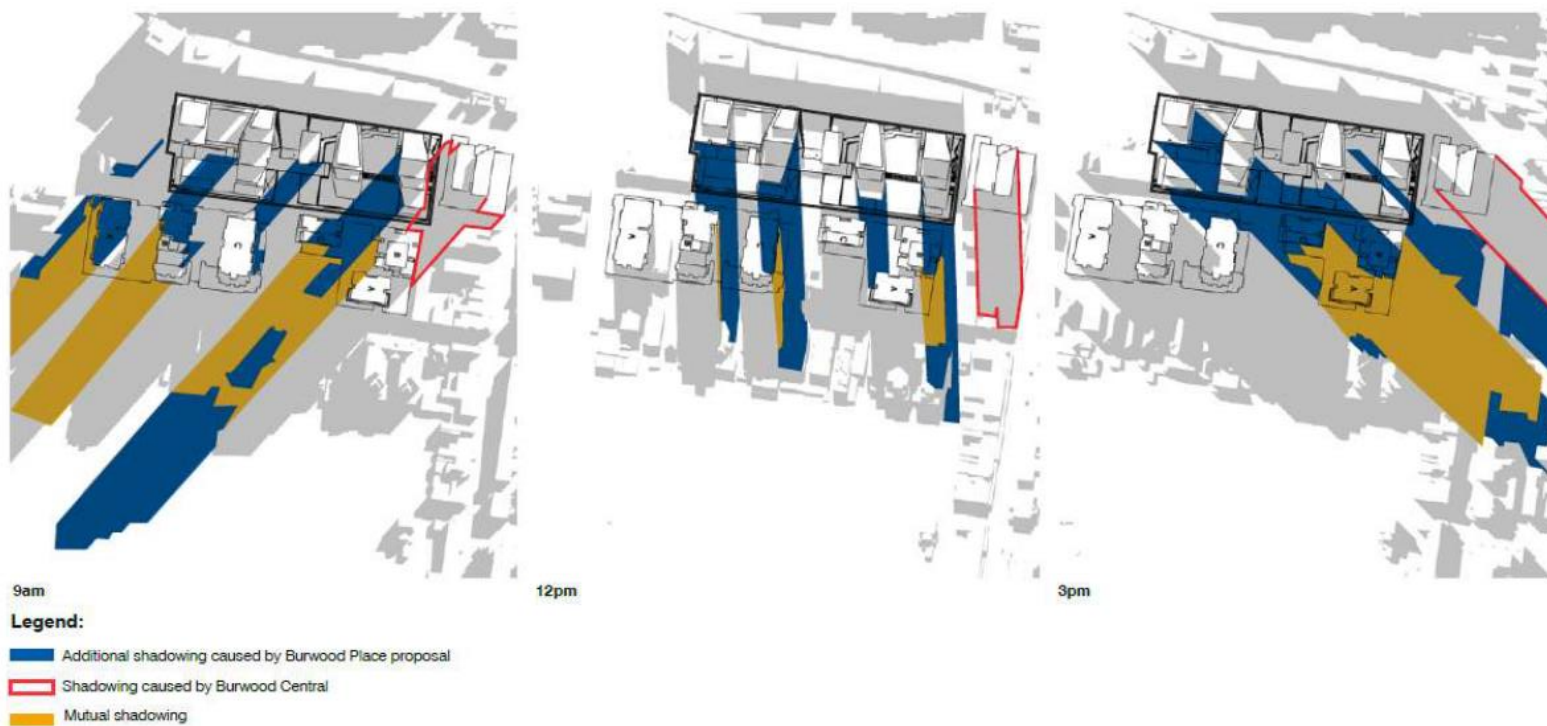 9am
12pm
3pm
Legend:
Additional shadowing caused by Burwood Place proposal
Shadowing caused by Burwood Central
Mutual shadowing